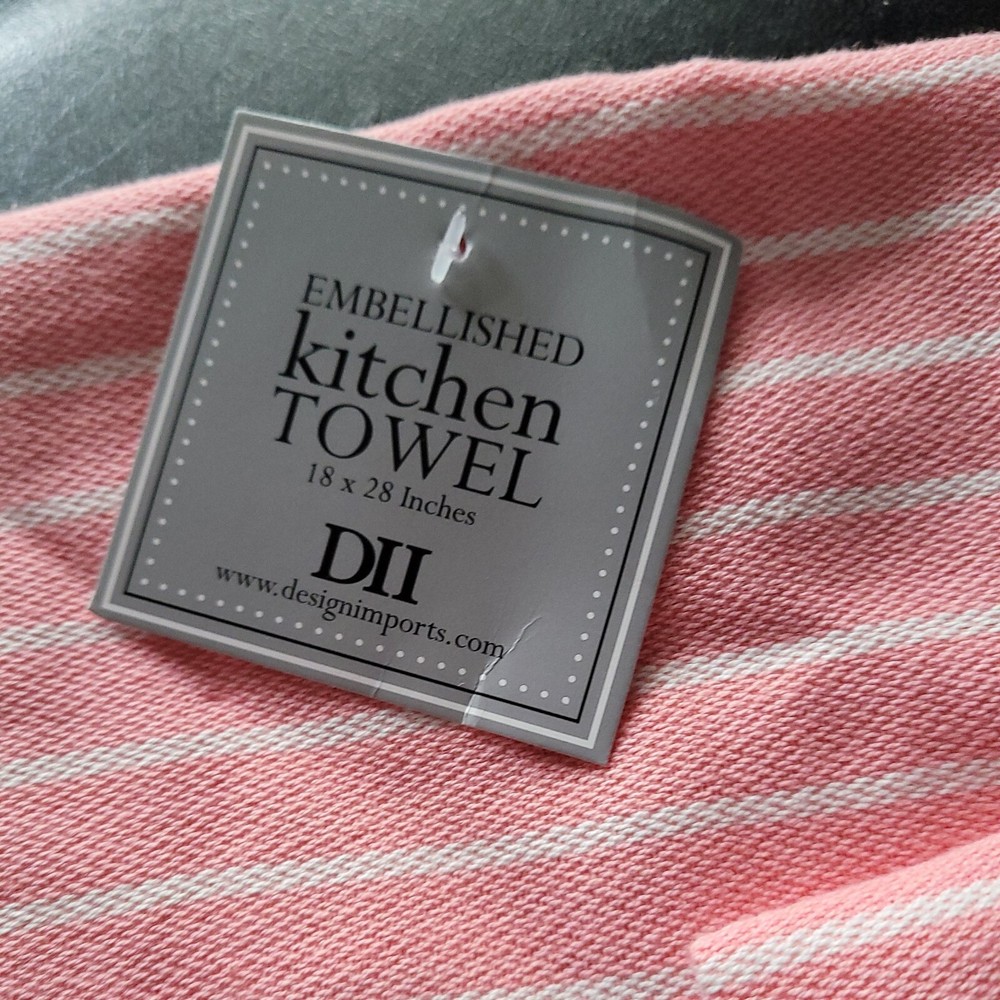 EMBELLISHED
kitchen
TOWEL
18 x 28 Inches
DII
www.designimports.com